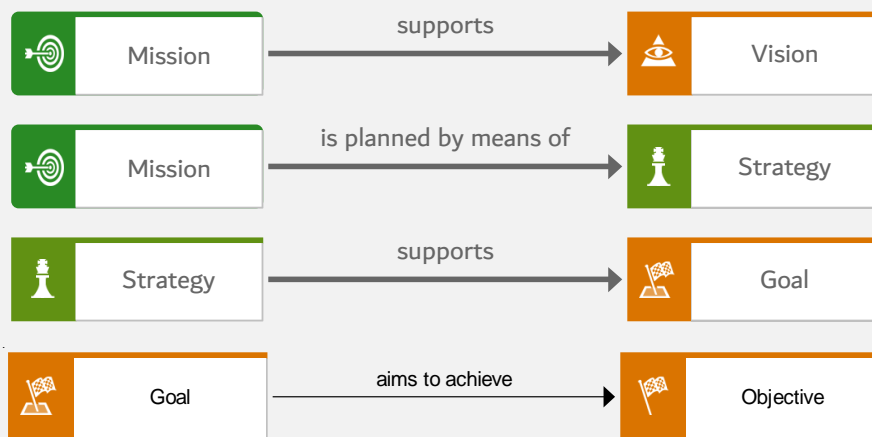 Mission supports Vision
Mission is planned by means of Strategy
Strategy supports Goal
Goal aims to achieve Objective